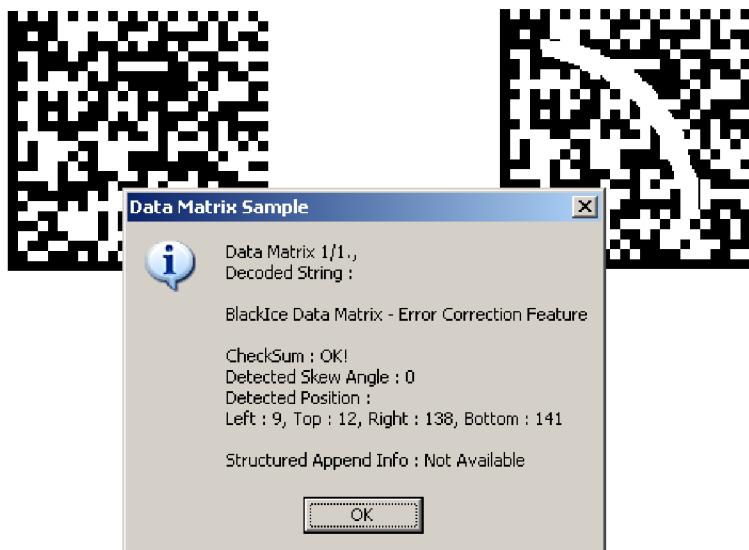 Data Matrix Sample
Data Matrix 1/1.,
Decoded String :
BlackIce Data Matrix - Error Correction Feature
CheckSum : OK!
Detected Skew Angle : 0
Detected Position :
Left : 9, Top : 12, Right : 138, Bottom : 141
Structured Append Info : Not Available
OK